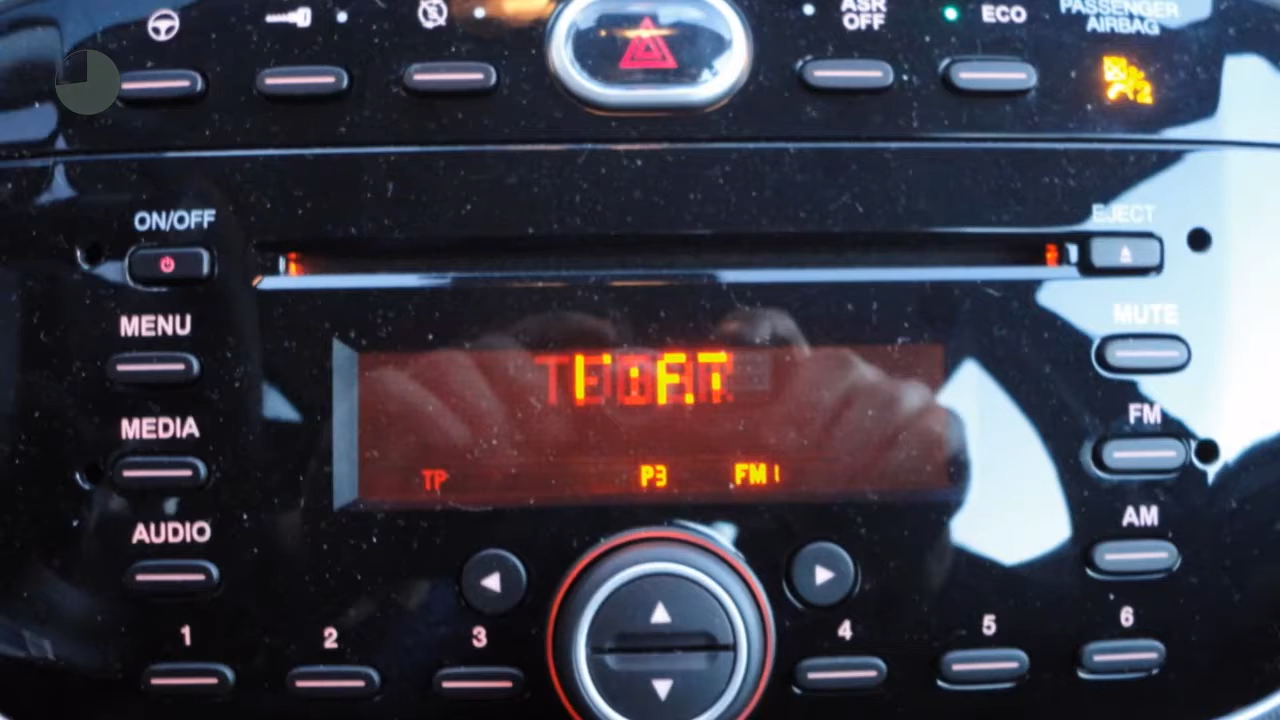 ASR OFF
ECO
PASSENGER AIRBAG
ON/OFF
EJECT
MENU
MUTE
MEDIA
FM
AUDIO
AM
TP
P3
FM1
1
2
3
4
5
6